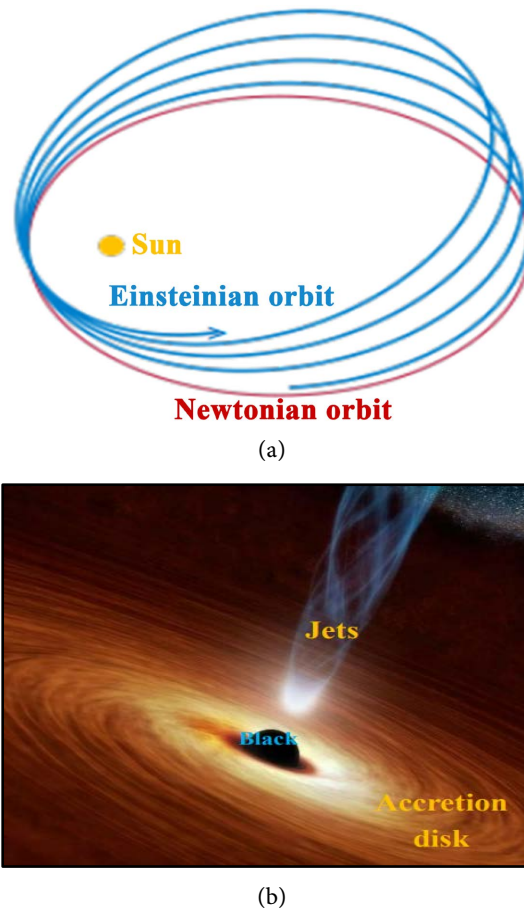 Sun
Einsteinian orbit
Newtonian orbit
(a)
Jets
Black
Accretion
disk
(b)